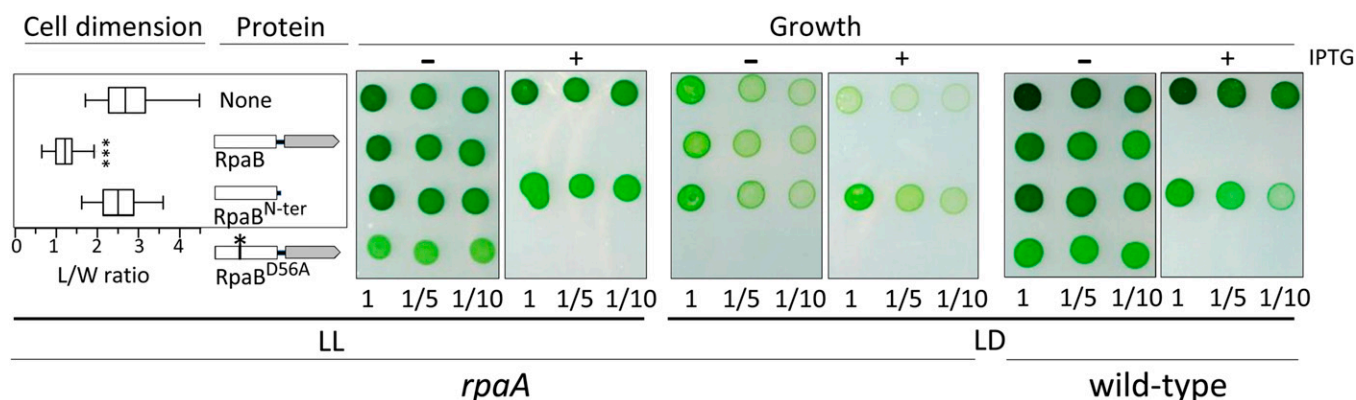 Cell dimension Protein Growth
− + − + − + IPTG
None
***
RpaB
RpaB^N-ter
*
RpaB^D56A
0 1 2 3 4
L/W ratio
1 1/5 1/10 1 1/5 1/10 1 1/5 1/10 1 1/5 1/10 1 1/5 1/10 1 1/5 1/10
LL LD
rpaA wild-type